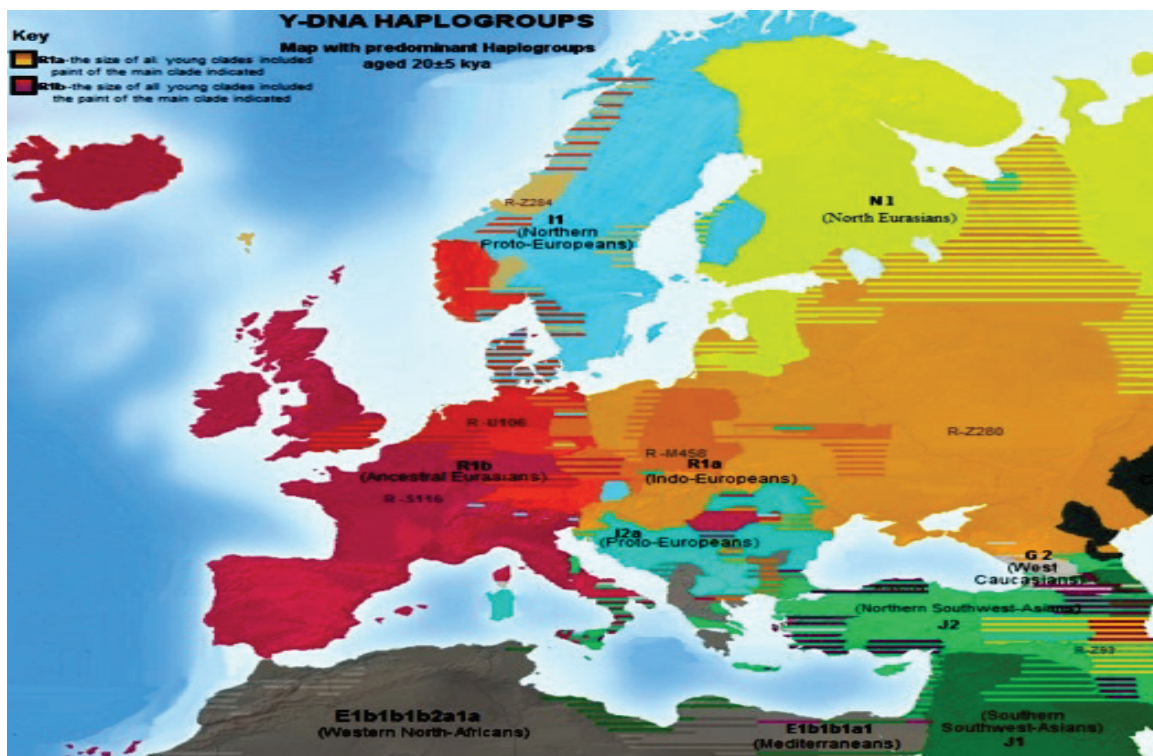 Y-DNA HAPLOGROUPS
Map with predominant Haplogroups
aged 20±5 kya
Key
R1a-the size of all young clades included
paint of the main clade indicated
R1b-the size of all young clades included
the paint of the main clade indicated
R-Z284
I1
(Northern
Proto-Europeans)
N1
(North Eurasians)
R-U106
R1b
(Ancestral Eurasians)
R-S116
R-M458
R1a
(Indo-Europeans)
R-Z280
I2a
(Proto-Europeans)
G2
(West
Caucasians)
(Northern Southwest-Asians)
J2
R-Z93
(Southern
Southwest-Asians)
J1
E1b1b1b2a1a
(Western North-Africans)
E1b1b1a1
(Mediterraneans)